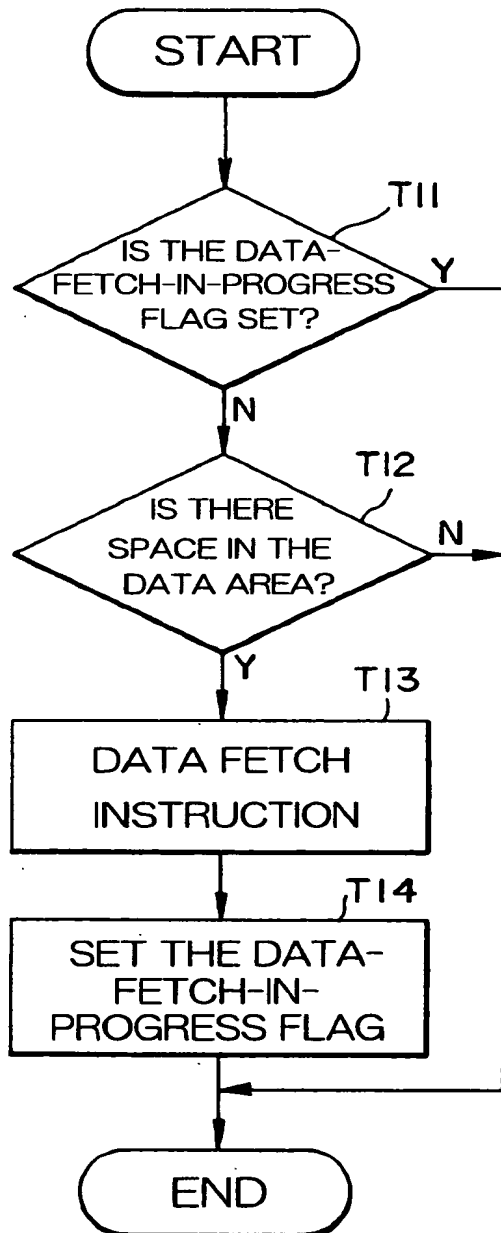 START
T11
IS THE DATA-
FETCH-IN-PROGRESS
FLAG SET?
Y
N
T12
IS THERE
SPACE IN THE
DATA AREA?
N
Y
T13
DATA FETCH
INSTRUCTION
T14
SET THE DATA-
FETCH-IN-
PROGRESS FLAG
END